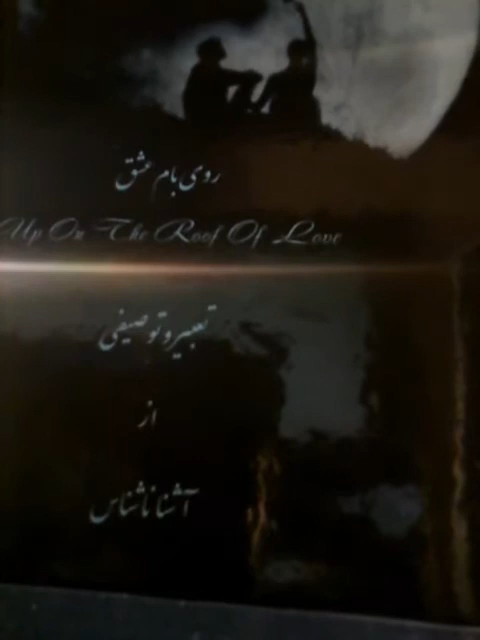 روی بام عشق
Up On The Roof Of Love
تعبیر و توصیفی
از
آشنا ناشناس